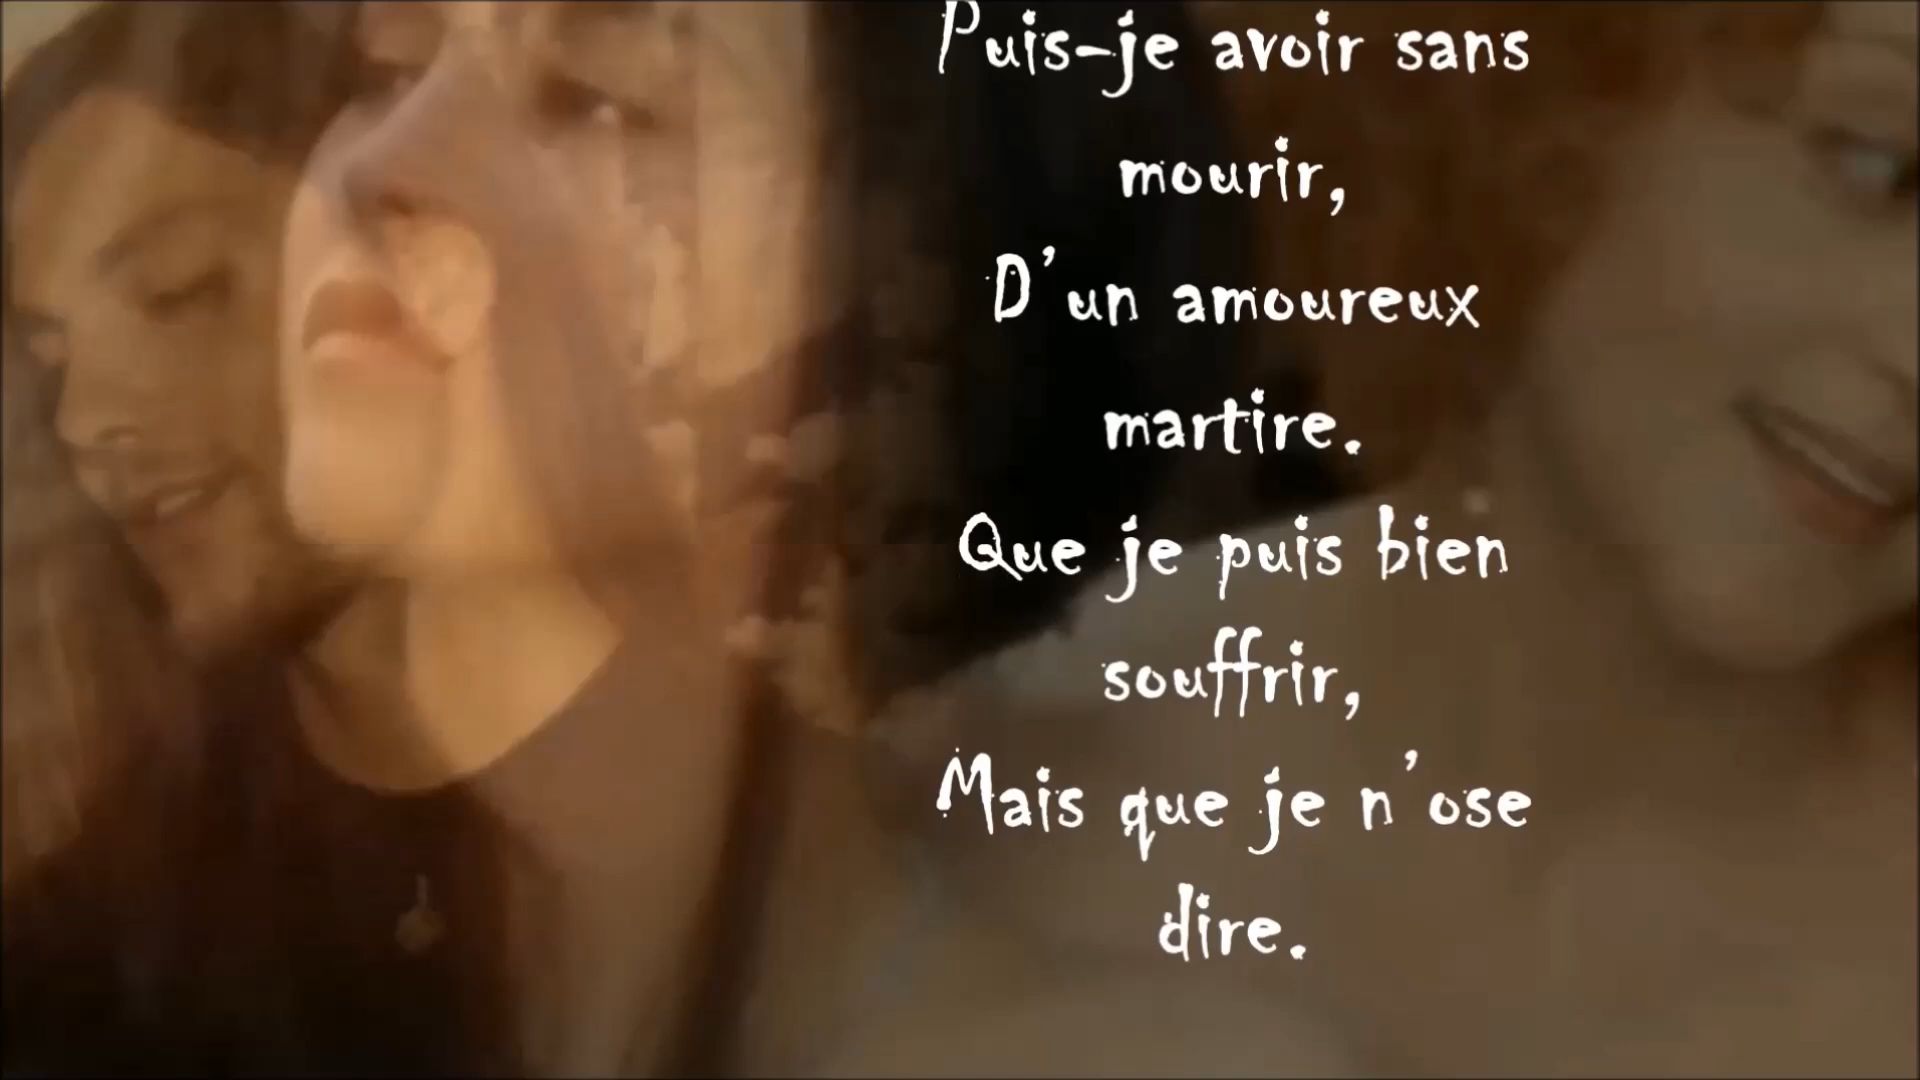 Puis-je avoir sans
mourir,
D'un amoureux
martire.
Que je puis bien
souffrir,
Mais que je n'ose
dire.